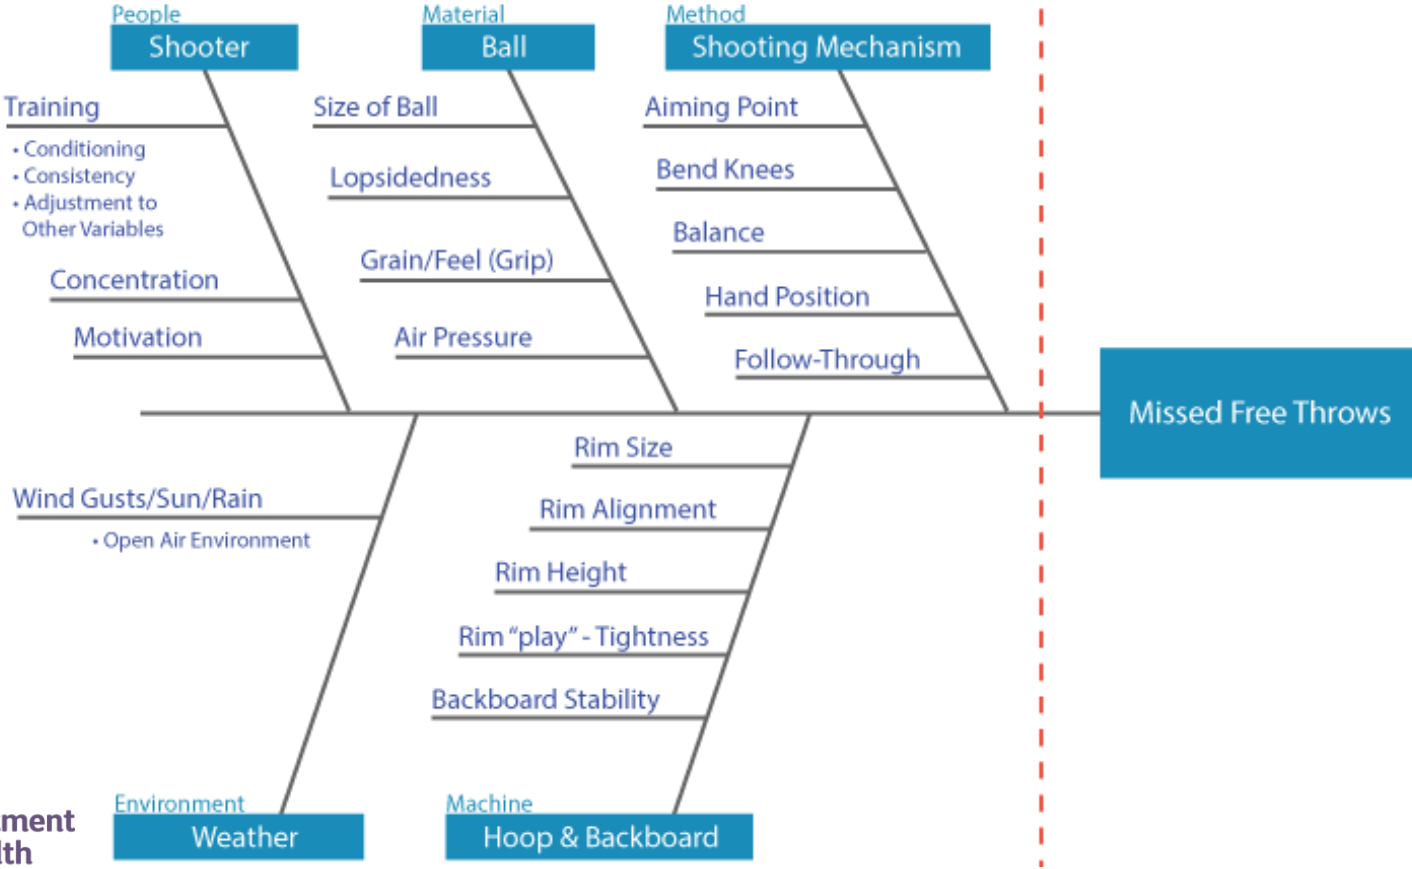 People
Shooter
Training
• Conditioning
• Consistency
• Adjustment to
Other Variables
Concentration
Motivation
Material
Ball
Size of Ball
Lopsidedness
Grain/Feel (Grip)
Air Pressure
Method
Shooting Mechanism
Aiming Point
Bend Knees
Balance
Hand Position
Follow-Through
Missed Free Throws
Wind Gusts/Sun/Rain
• Open Air Environment
Environment
Weather
Rim Size
Rim Alignment
Rim Height
Rim “play” - Tightness
Backboard Stability
Machine
Hoop & Backboard